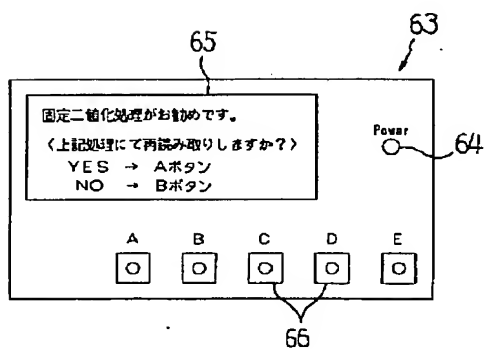 63
65
固定二値化処理がお勧めです。
〈上記処理にて再読み取りしますか?〉
YES → Aボタン
NO → Bボタン
Power
64
A B C D E
66